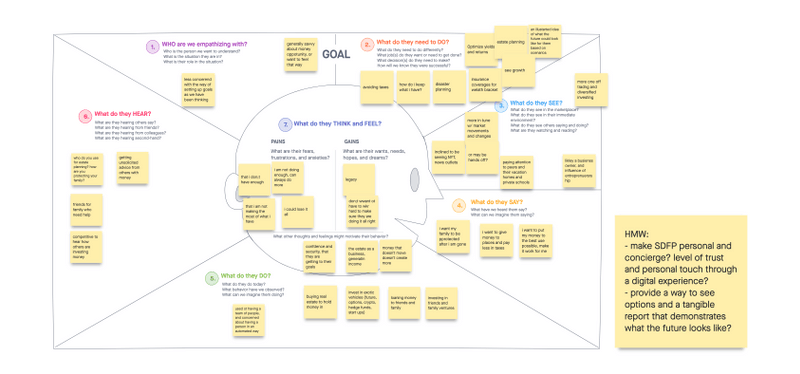 GOAL
1.
WHO are we empathizing with?
Who is the person we want to understand?
What is the situation they are in?
What is their role in the situation?
generally savvy
about money
opportunity, or
want to feel
that way
less concerned
with the way of
setting up goals
as we have
been thinking
2.
What do they need to DO?
What do they need to do differently?
What job(s) do they want or need to get done?
What decision(s) do they need to make?
How will we know they were successful?
Optimize yields
and returns
estate planning
an illustrated idea
of what the
future could look
like for them
based on
scenarios
see growth
avoiding taxes
how do I keep
what I have?
disaster
planning
insurance
coverages for
wealth bracket
3.
What do they SEE?
What do they see in the marketplace?
What do they see in their immediate
environment?
What do they see others saying and doing?
What are they watching and reading?
more one off
trading and
diversified
investing
more in tune
w/ market
movements
and changes
inclined to be
seeing NFT,
more outlets
or may be
hands off?
paying attention
to peers and
their vacation
homes and
private schools
4.
What do they SAY?
What have we heard them say?
What can we imagine them saying?
I want my
family to be
after I am gone
I want to give
money to
places and pay
less in taxes
I want to put
my money to
the best use
possible, make
it work for me
5.
What do they DO?
What do they do today?
What behavior have we observed?
What can we imagine them doing?
used to having a
team of people,
and concerned
about having a
person in an
automated way
buying real
estate to hold
money in
invest in exotic
vehicles (future,
options, crypto,
hedge funds,
start ups)
loaning money
to friends and
family
investing in
friends and
family ventures
6.
What do they HEAR?
What are they hearing others say?
What are they hearing from friends?
What are they hearing from colleagues?
What are they hearing second-hand?
who do you use
for estate
planning? how
are you
protecting your
family?
getting
unsolicited
advice from
others with
money
friends for
family who
need help
competitive to
hear how
others are
investing
money
7.
What do they THINK and FEEL?
PAINS
What are their fears,
frustrations, and anxieties?
GAINS
What are their wants, needs,
hopes, and dreams?
that I don't
have enough
I am not doing
enough, can
always do
more
that I am not
making the
most of what I
have
I could lose it
all
legacy
don't want
have to
hard to make
sure they are
doing it all right
What other thoughts and feelings might motivate their behavior?
confidence and
security, that they
are getting to their
goals
the estate as a
business,
generate
income
money that
doesn't move
doesn't create
more
HMW:
- make SDFP personal and
concierge? level of trust
and personal touch through
a digital experience?
- provide a way to see
options and a tangible
report that demonstrates
what the future looks like?